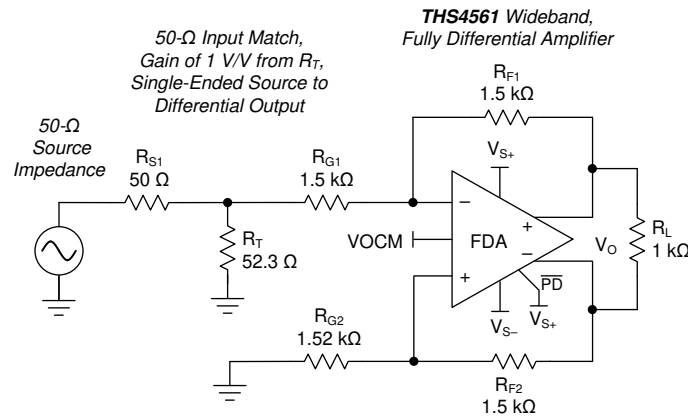 THS4561 Wideband,
Fully Differential Amplifier
50-Ω Input Match,
Gain of 1 V/V from RT,
Single-Ended Source to
Differential Output
50-Ω
Source
Impedance
RF1
1.5 kΩ
RS1
50 Ω
RG1
1.5 kΩ
VS+
RT
52.3 Ω
VOCM
–
+
FDA
+
–
VO
RL
1 kΩ
PD
VS–
VS+
RG2
1.52 kΩ
RF2
1.5 kΩ